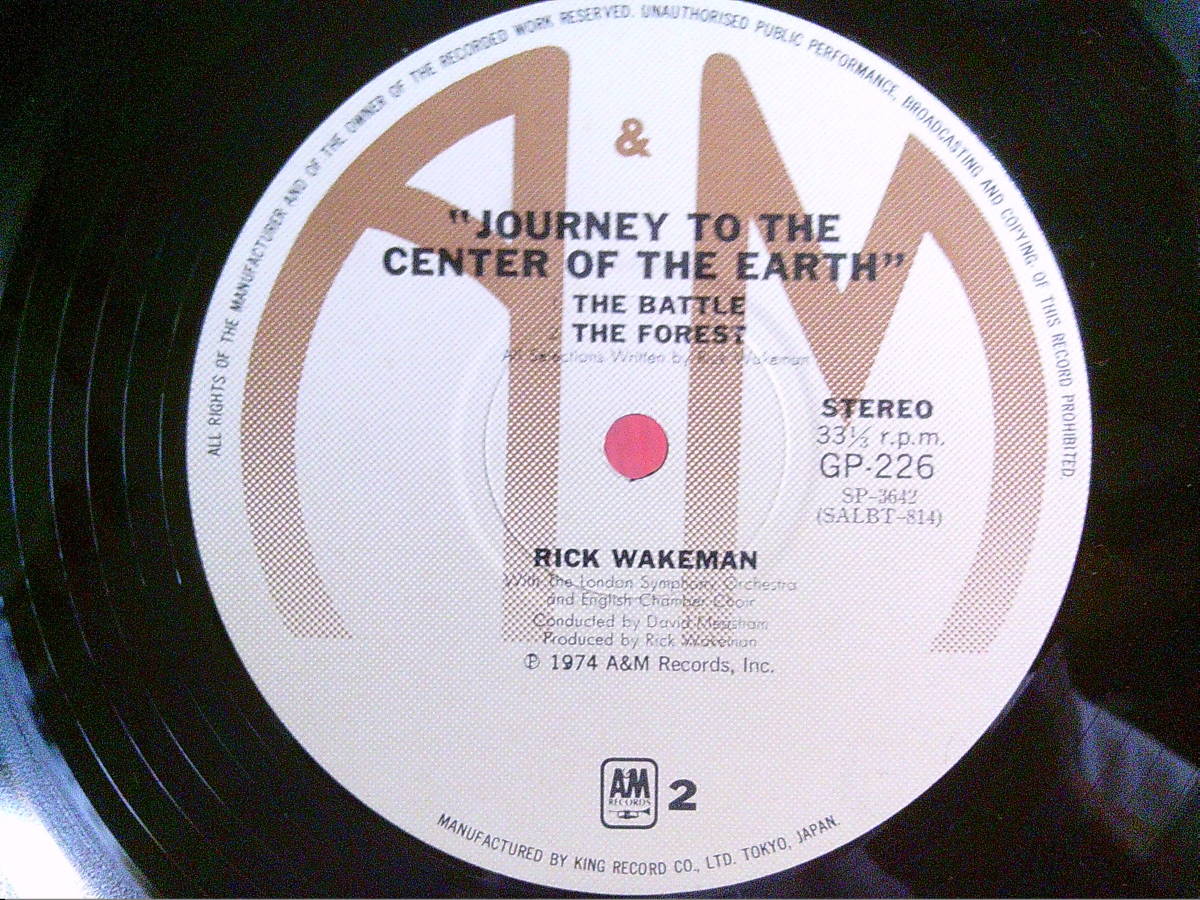 ALL RIGHTS OF THE MANUFACTURER AND OF THE OWNER OF THE RECORDED WORK RESERVED. UNAUTHORISED PUBLIC PERFORMANCE, BROADCASTING AND COPYING OF THIS RECORD PROHIBITED.
A & M
"JOURNEY TO THE
CENTER OF THE EARTH"
1. THE BATTLE
2. THE FOREST
All Selections Written by Rick Wakeman
STEREO
33⅓ r.p.m.
GP-226
SP-3642
(SALBT-814)
RICK WAKEMAN
With The London Symphony Orchestra
and English Chamber Choir
Conducted by David Measham
Produced by Rick Wakeman
℗ 1974 A&M Records, Inc.
A&M
RECORDS
2
MANUFACTURED BY KING RECORD CO., LTD. TOKYO, JAPAN.